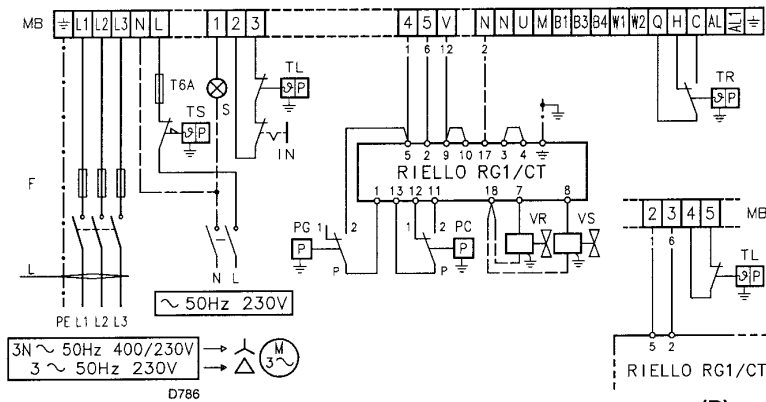 MB ⏚ L1 L2 L3 N L 1 2 3 4 5 V N N U M B1 B3 B4 W1 W2 Q H C AL AL1 ⏚
1 6 12 2
T6A
S
TL
ϑ P
TR
ϑ P
TS
ϑ P
IN
5 2 9 10 17 3 4
RIELLO RG1/CT
1 13 12 11 18 7 8
F
PG 1 2
P
P
1 2 PC
P
P
VR VS
2 3 4 5 MB
1 6
TL
ϑ P
L
N L
~ 50Hz 230V
PE L1 L2 L3
5 2
RIELLO RG1/CT
3N ~ 50Hz 400/230V
3 ~ 50Hz 230V
M
3~
D786